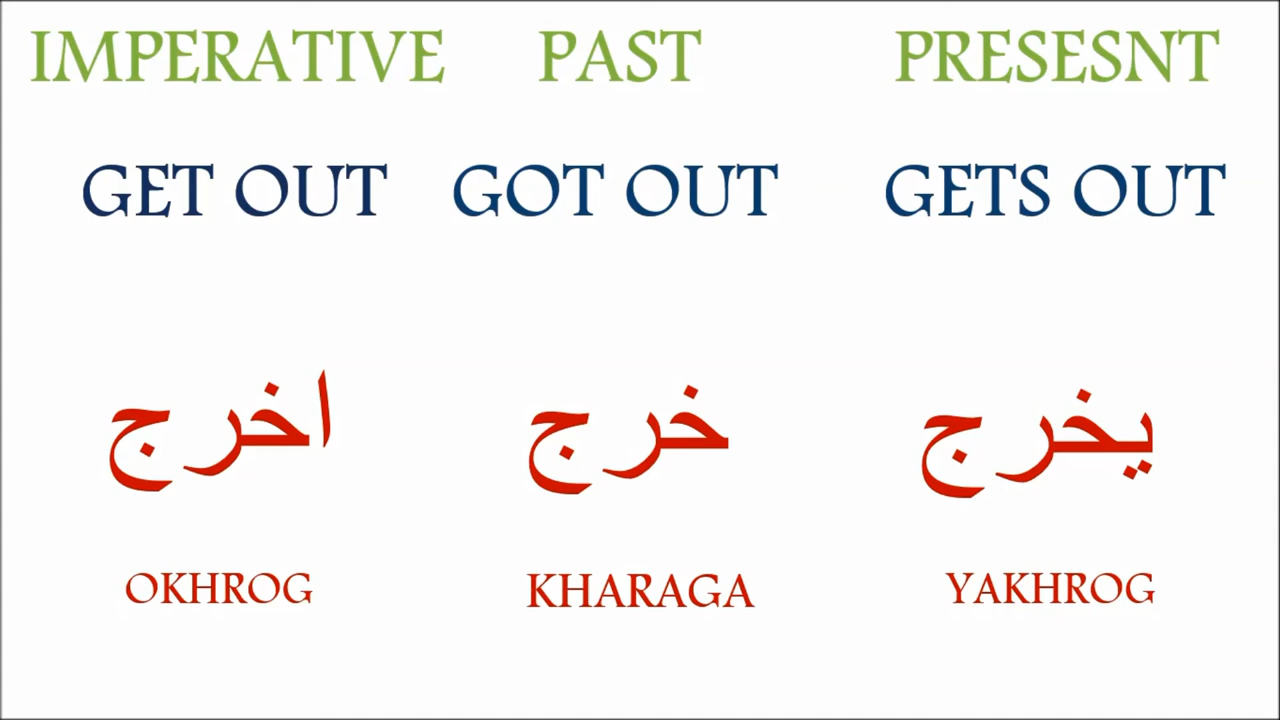 IMPERATIVE PAST PRESESNT
GET OUT GOT OUT GETS OUT
اخرج خرج يخرج
OKHROG KHARAGA YAKHROG